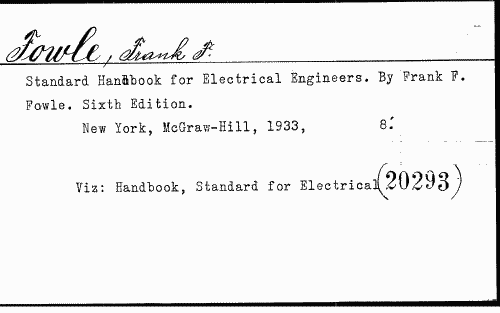 Fowle, Frank F.
Standard Handbook for Electrical Engineers. By Frank F.
Fowle. Sixth Edition.
New York, McGraw-Hill, 1933, 8:
Viz: Handbook, Standard for Electrical (20293)